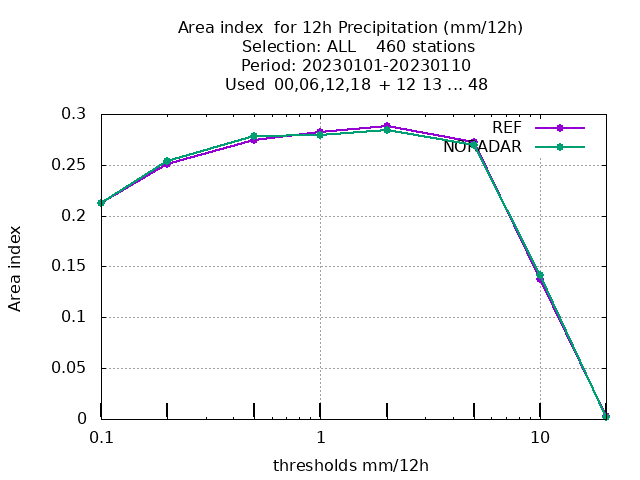 Area index  for 12h Precipitation (mm/12h)
Selection: ALL    460 stations
Period: 20230101-20230110
Used  00,06,12,18 + 12 13 ... 48
REF
NORADAR
0.3
0.25
0.2
0.15
0.1
0.05
0
Area index
0.1
1
10
thresholds mm/12h